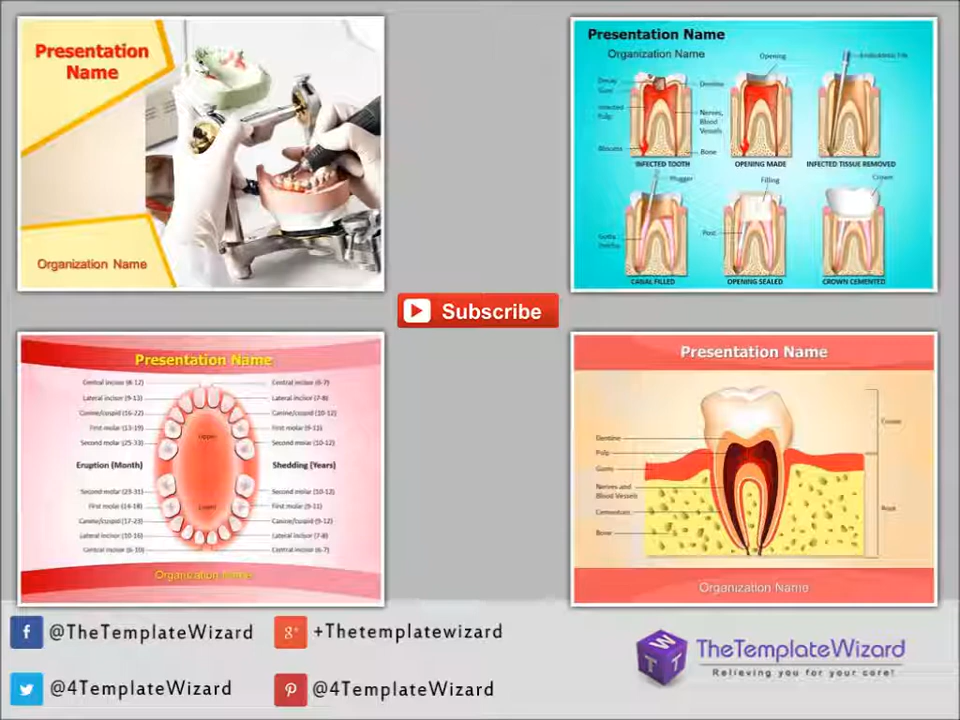 Presentation
Name
Organization Name
Presentation Name
Organization Name
Opening
Endodontic File
Decay
Gum
Infected
Pulp
Abscess
Dentine
Nerves,
Blood
Vessels
Bone
INFECTED TOOTH
OPENING MADE
INFECTED TISSUE REMOVED
Plugger
Filling
Crown
Gutta
Percha
Post
CANAL FILLED
OPENING SEALED
CROWN CEMENTED
Subscribe
Presentation Name
Central incisor (8-12)
Central incisor (6-7)
Lateral incisor (9-13)
Lateral incisor (7-8)
Canine/cuspid (16-22)
Canine/cuspid (10-12)
First molar (13-19)
First molar (9-11)
Second molar (25-33)
Second molar (10-12)
Upper
Eruption (Month)
Shedding (Years)
Second molar (23-31)
Second molar (10-12)
First molar (14-18)
First molar (9-11)
Lower
Canine/cuspid (17-23)
Canine/cuspid (9-12)
Lateral incisor (10-16)
Lateral incisor (7-8)
Central incisor (6-10)
Central incisor (6-7)
Organization Name
Presentation Name
Crown
Dentine
Pulp
Gums
Nerves and
Blood Vessels
Cementum
Bone
Root
Organization Name
f @TheTemplateWizard
g+ +Thetemplatewizard
@4TemplateWizard
@4TemplateWizard
W
T T
TheTemplateWizard
Relieving you for your core!